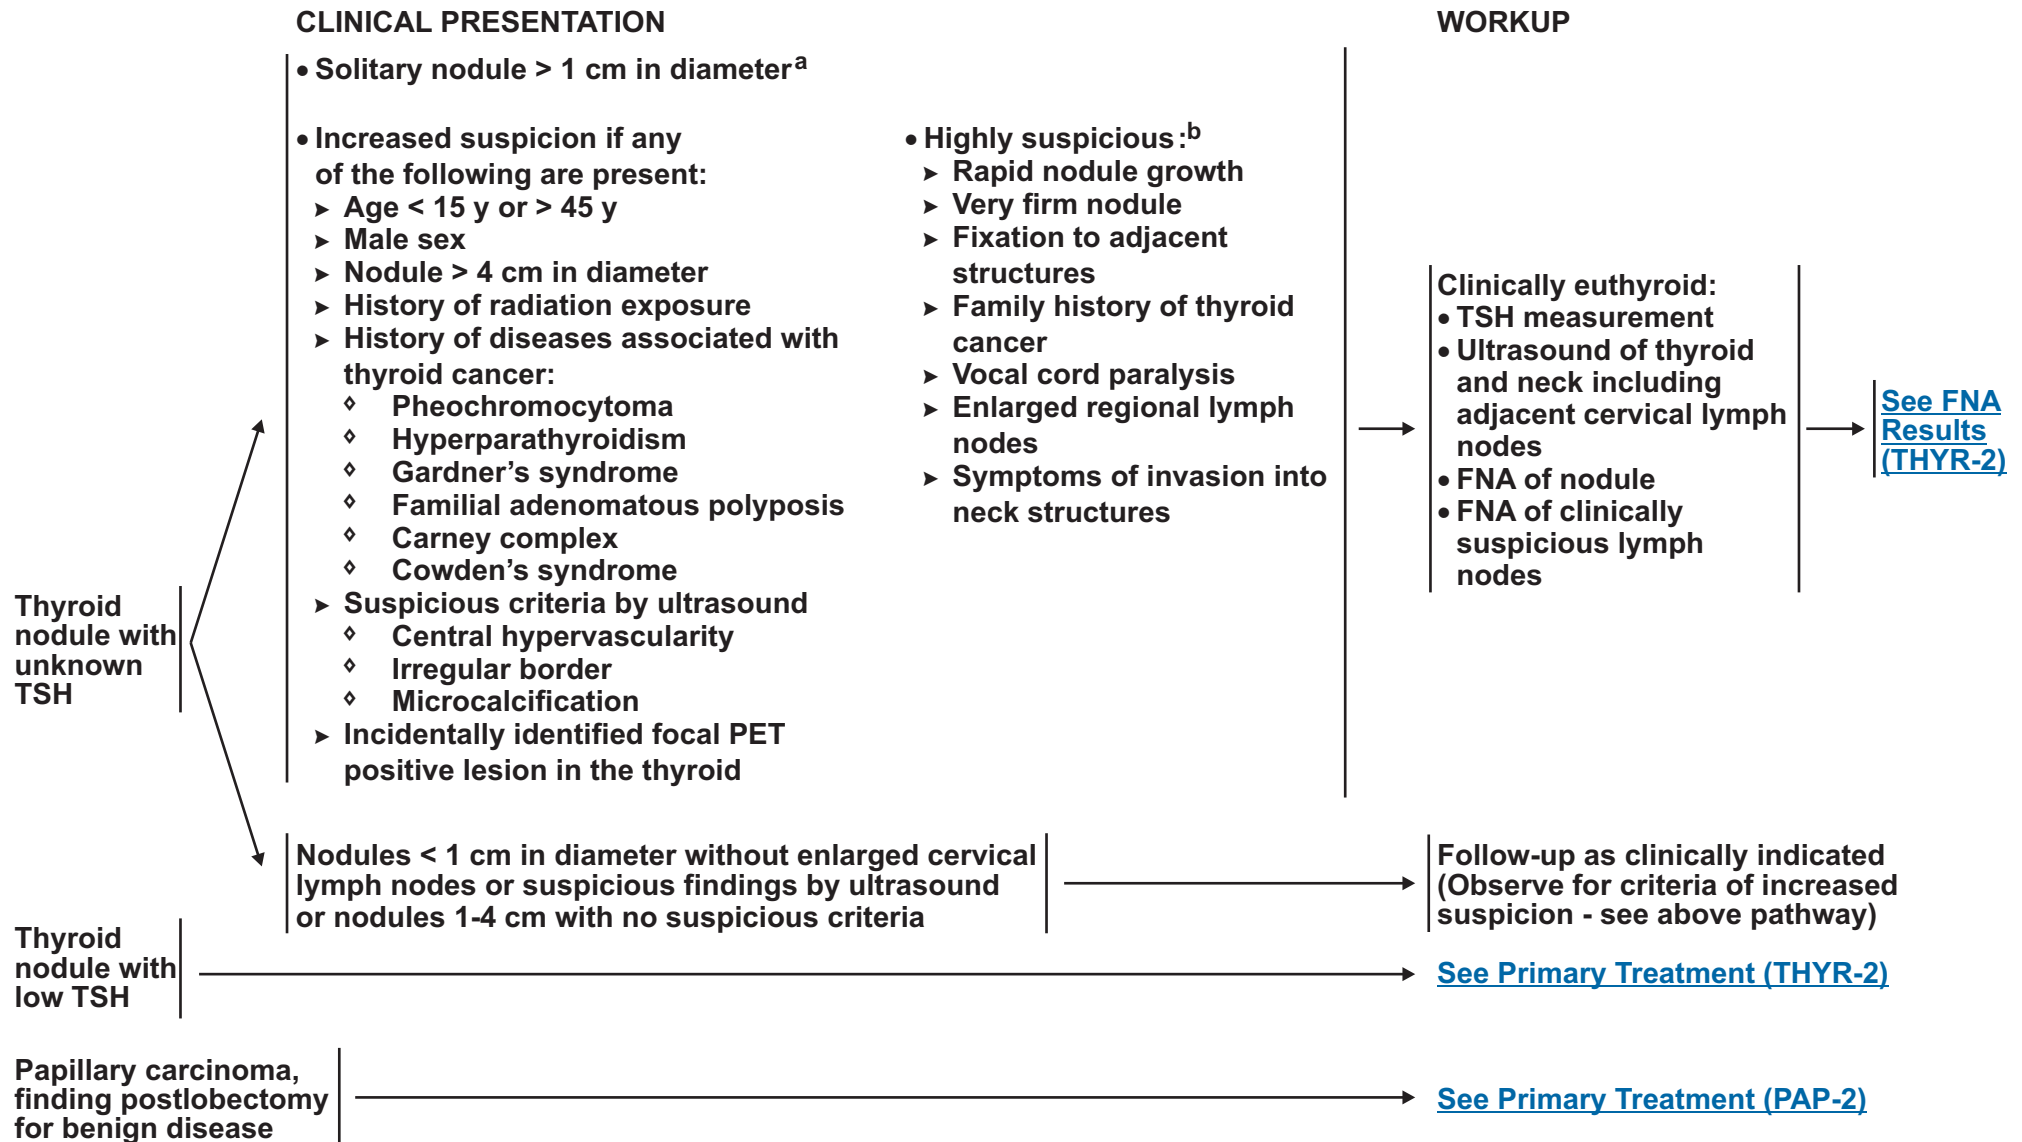 CLINICAL PRESENTATION
WORKUP
• Solitary nodule > 1 cm in diameter a
• Increased suspicion if any
of the following are present:
➤ Age < 15 y or > 45 y
➤ Male sex
➤ Nodule > 4 cm in diameter
➤ History of radiation exposure
➤ History of diseases associated with
thyroid cancer:
◊ Pheochromocytoma
◊ Hyperparathyroidism
◊ Gardner's syndrome
◊ Familial adenomatous polyposis
◊ Carney complex
◊ Cowden's syndrome
➤ Suspicious criteria by ultrasound
◊ Central hypervascularity
◊ Irregular border
◊ Microcalcification
➤ Incidentally identified focal PET
positive lesion in the thyroid
• Highly suspicious: b
➤ Rapid nodule growth
➤ Very firm nodule
➤ Fixation to adjacent
structures
➤ Family history of thyroid
cancer
➤ Vocal cord paralysis
➤ Enlarged regional lymph
nodes
➤ Symptoms of invasion into
neck structures
Clinically euthyroid:
• TSH measurement
• Ultrasound of thyroid
and neck including
adjacent cervical lymph
nodes
• FNA of nodule
• FNA of clinically
suspicious lymph
nodes
See FNA
Results
(THYR-2)
Thyroid
nodule with
unknown
TSH
Nodules < 1 cm in diameter without enlarged cervical
lymph nodes or suspicious findings by ultrasound
or nodules 1-4 cm with no suspicious criteria
Follow-up as clinically indicated
(Observe for criteria of increased
suspicion - see above pathway)
Thyroid
nodule with
low TSH
See Primary Treatment (THYR-2)
Papillary carcinoma,
finding postlobectomy
for benign disease
See Primary Treatment (PAP-2)